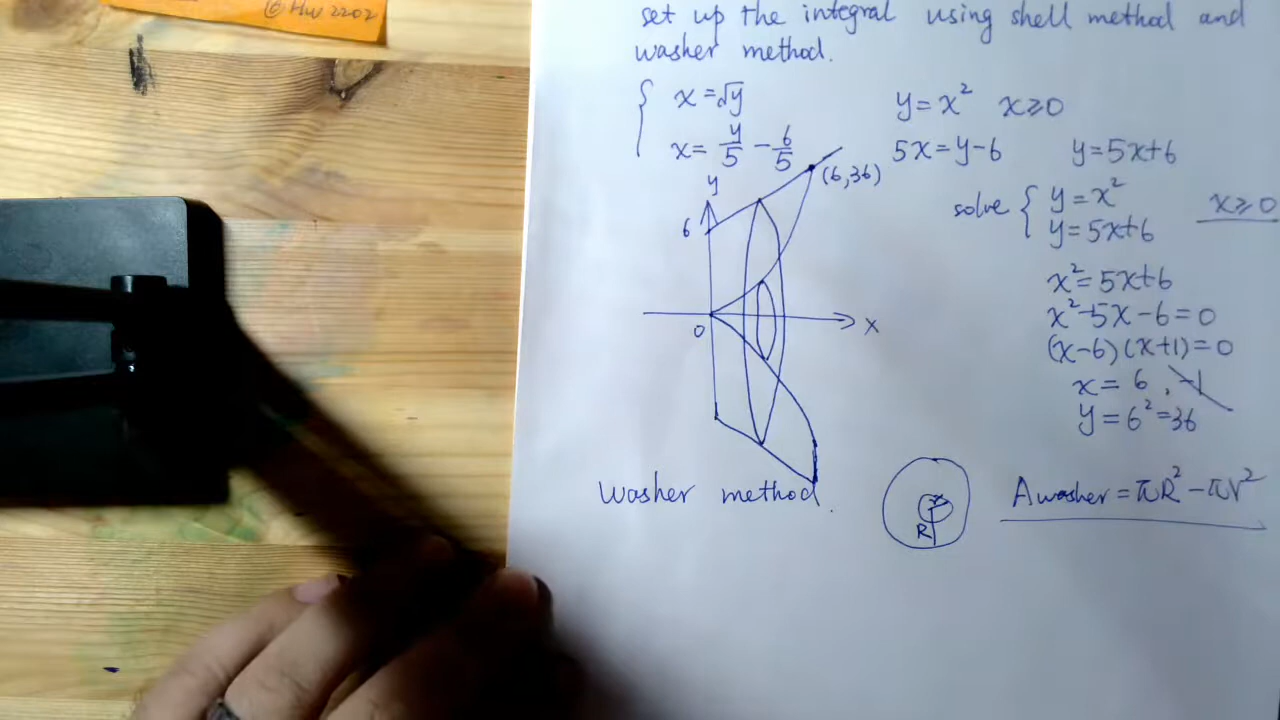 © HW 2202
set up the integral using shell method and
washer method.
x = √y
y = x² x≥0
x = y/5 - 6/5
5x = y-6 y = 5x+6
y
(6,36)
6
0
x
solve { y = x² x≥0
y = 5x+6
x² = 5x+6
x²-5x-6=0
(x-6)(x+1)=0
x = 6, -1
y = 6² = 36
washer method.
r
R
A washer = πR² - πr²